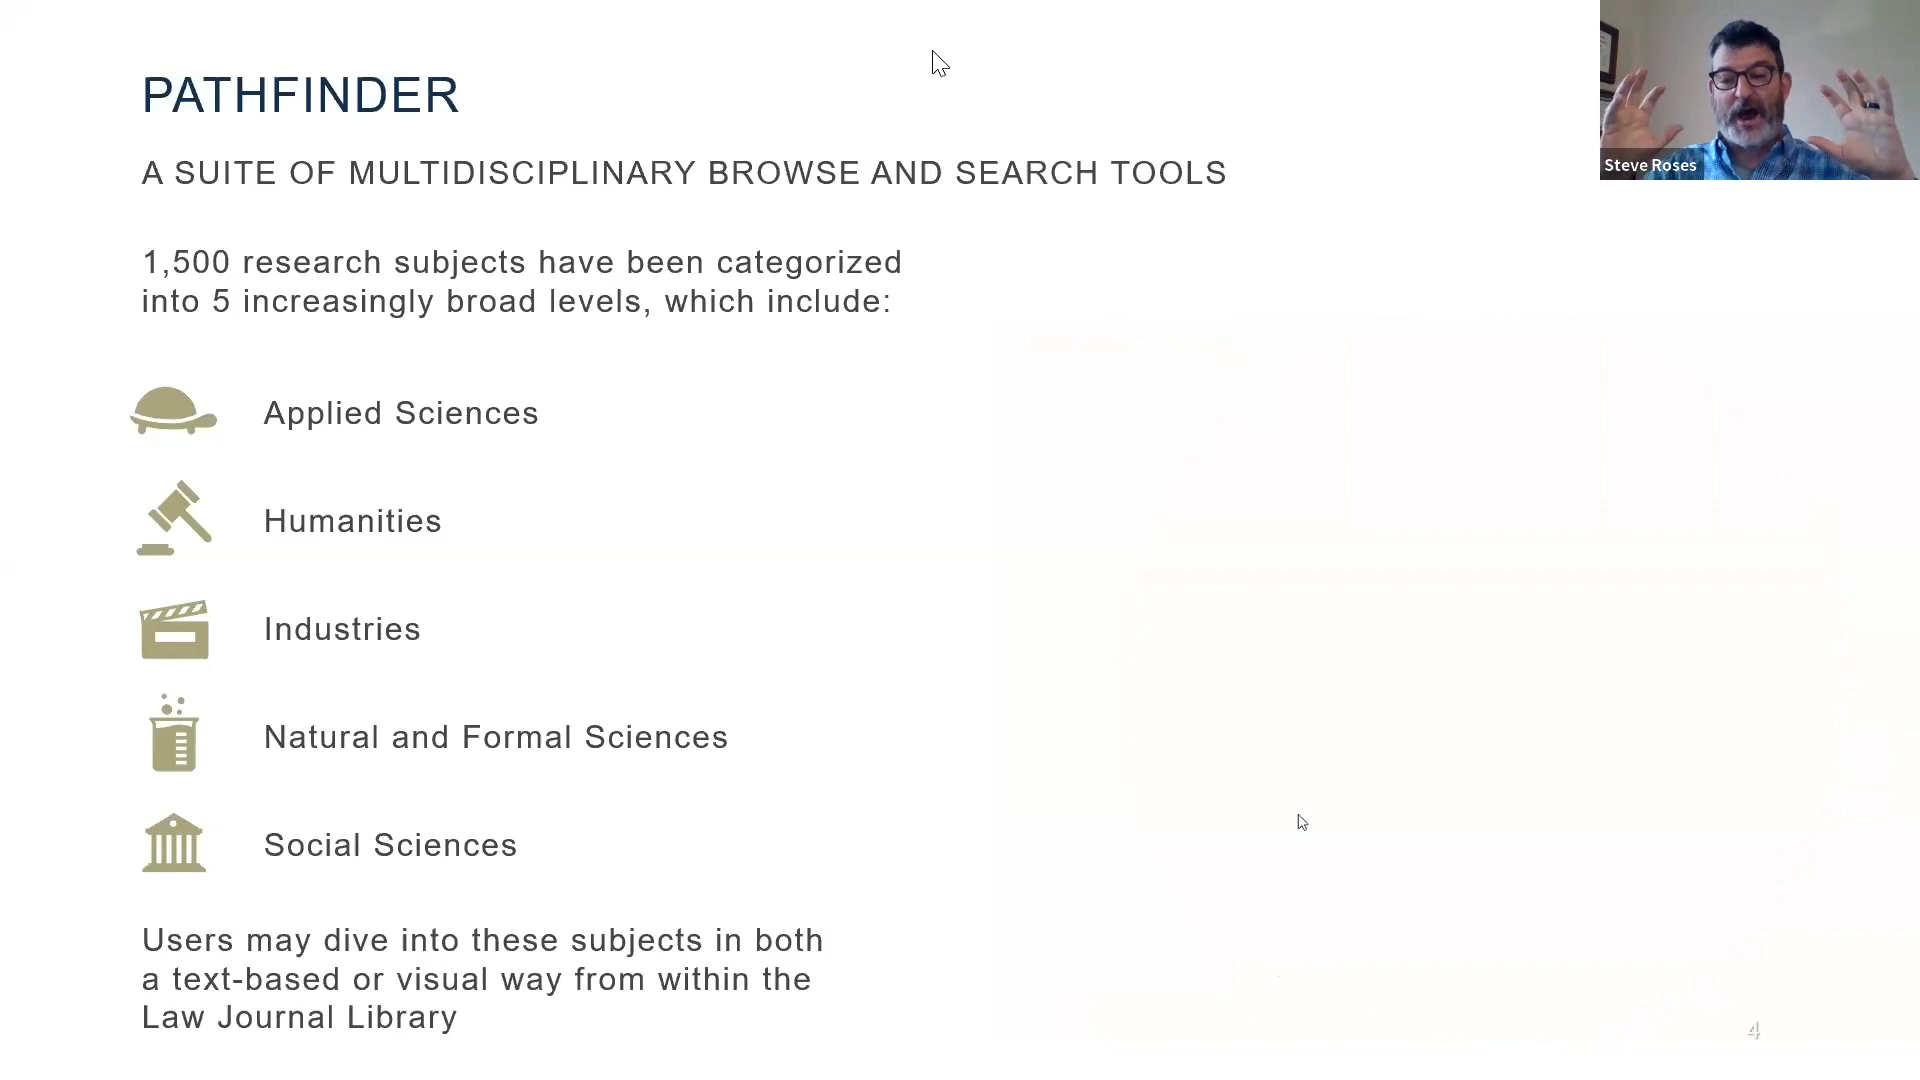 PATHFINDER
A SUITE OF MULTIDISCIPLINARY BROWSE AND SEARCH TOOLS
1,500 research subjects have been categorized
into 5 increasingly broad levels, which include:
Applied Sciences
Humanities
Industries
Natural and Formal Sciences
Social Sciences
Users may dive into these subjects in both
a text-based or visual way from within the
Law Journal Library
Steve Roses
4